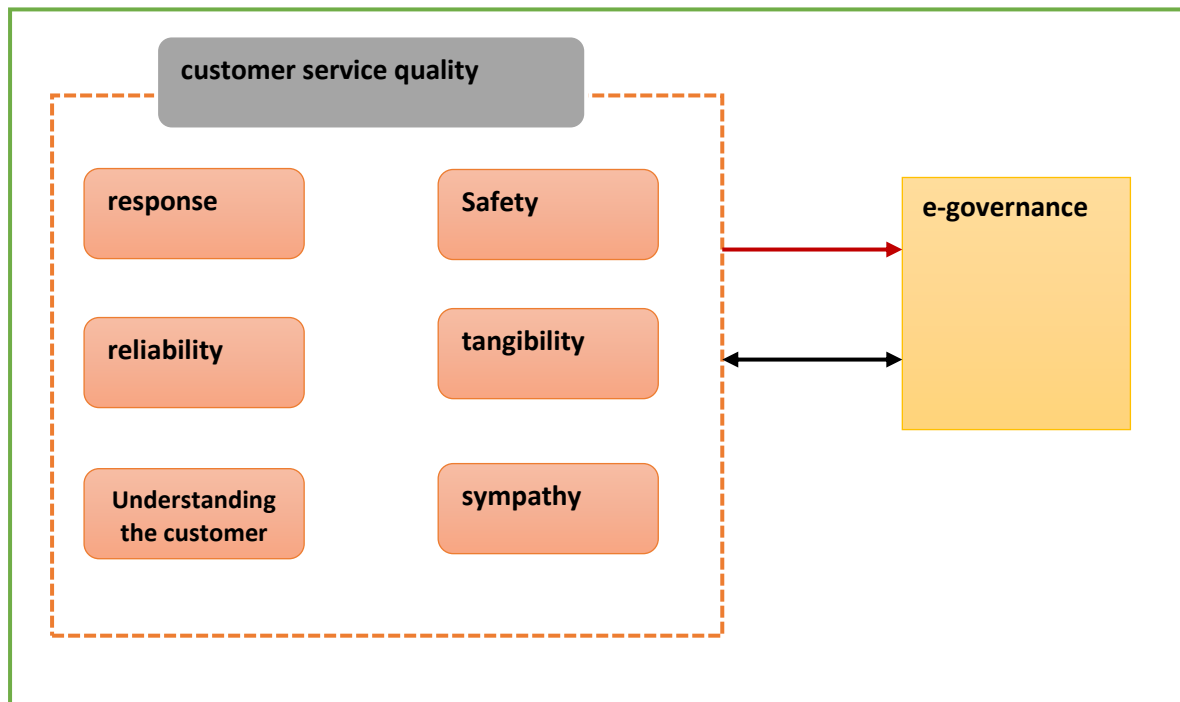 customer service quality
response
Safety
e-governance
reliability
tangibility
Understanding
the customer
sympathy